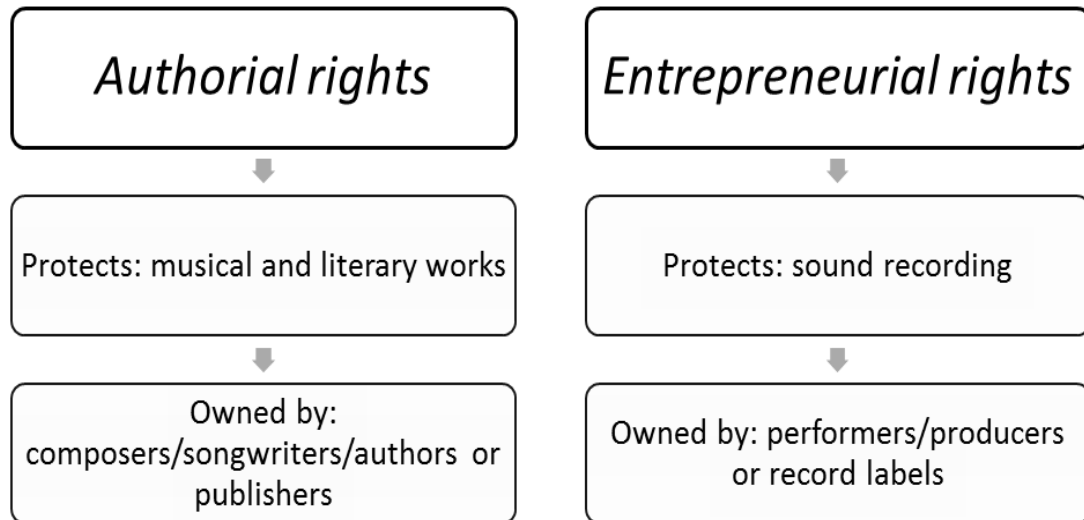 Authorial rights
Protects: musical and literary works
Owned by:
composers/songwriters/authors or
publishers
Entrepreneurial rights
Protects: sound recording
Owned by: performers/producers
or record labels